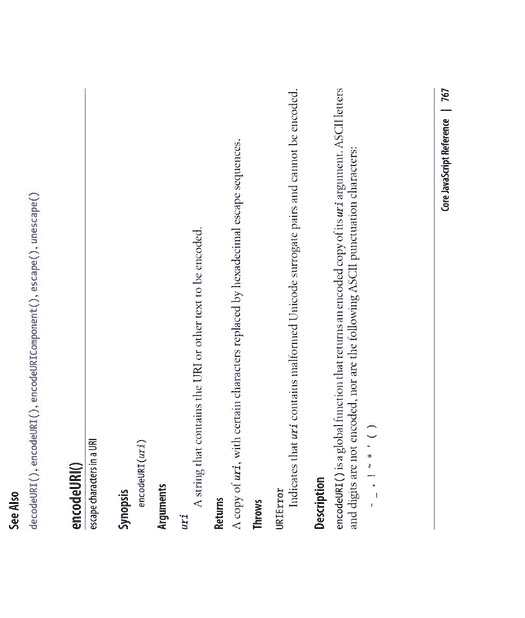 See Also
decodeURI(), encodeURI(), encodeURIComponent(), escape(), unescape()
encodeURI()
escape characters in a URI
Synopsis
encodeURI(uri)
Arguments
uri
A string that contains the URI or other text to be encoded.
Returns
A copy of uri, with certain characters replaced by hexadecimal escape sequences.
Throws
URIError
Indicates that uri contains malformed Unicode surrogate pairs and cannot be encoded.
Description
encodeURI() is a global function that returns an encoded copy of its uri argument. ASCII letters
and digits are not encoded, nor are the following ASCII punctuation characters:
- _ . ! ~ * ' ( )
Core JavaScript Reference | 767